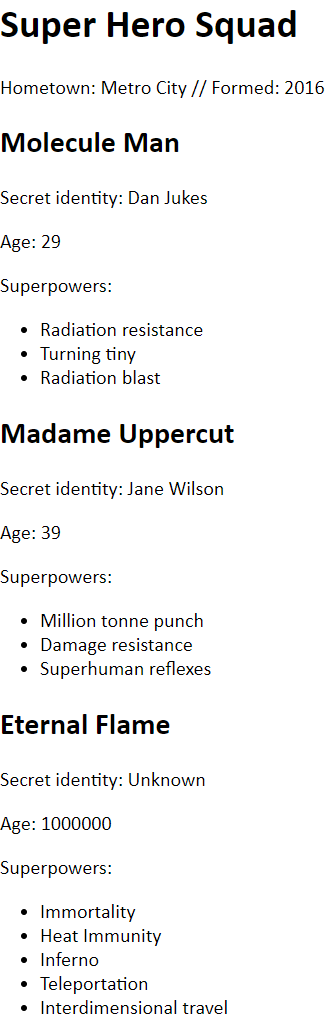 Super Hero Squad
Hometown: Metro City // Formed: 2016
Molecule Man
Secret identity: Dan Jukes
Age: 29
Superpowers:
• Radiation resistance
• Turning tiny
• Radiation blast
Madame Uppercut
Secret identity: Jane Wilson
Age: 39
Superpowers:
• Million tonne punch
• Damage resistance
• Superhuman reflexes
Eternal Flame
Secret identity: Unknown
Age: 1000000
Superpowers:
• Immortality
• Heat Immunity
• Inferno
• Teleportation
• Interdimensional travel